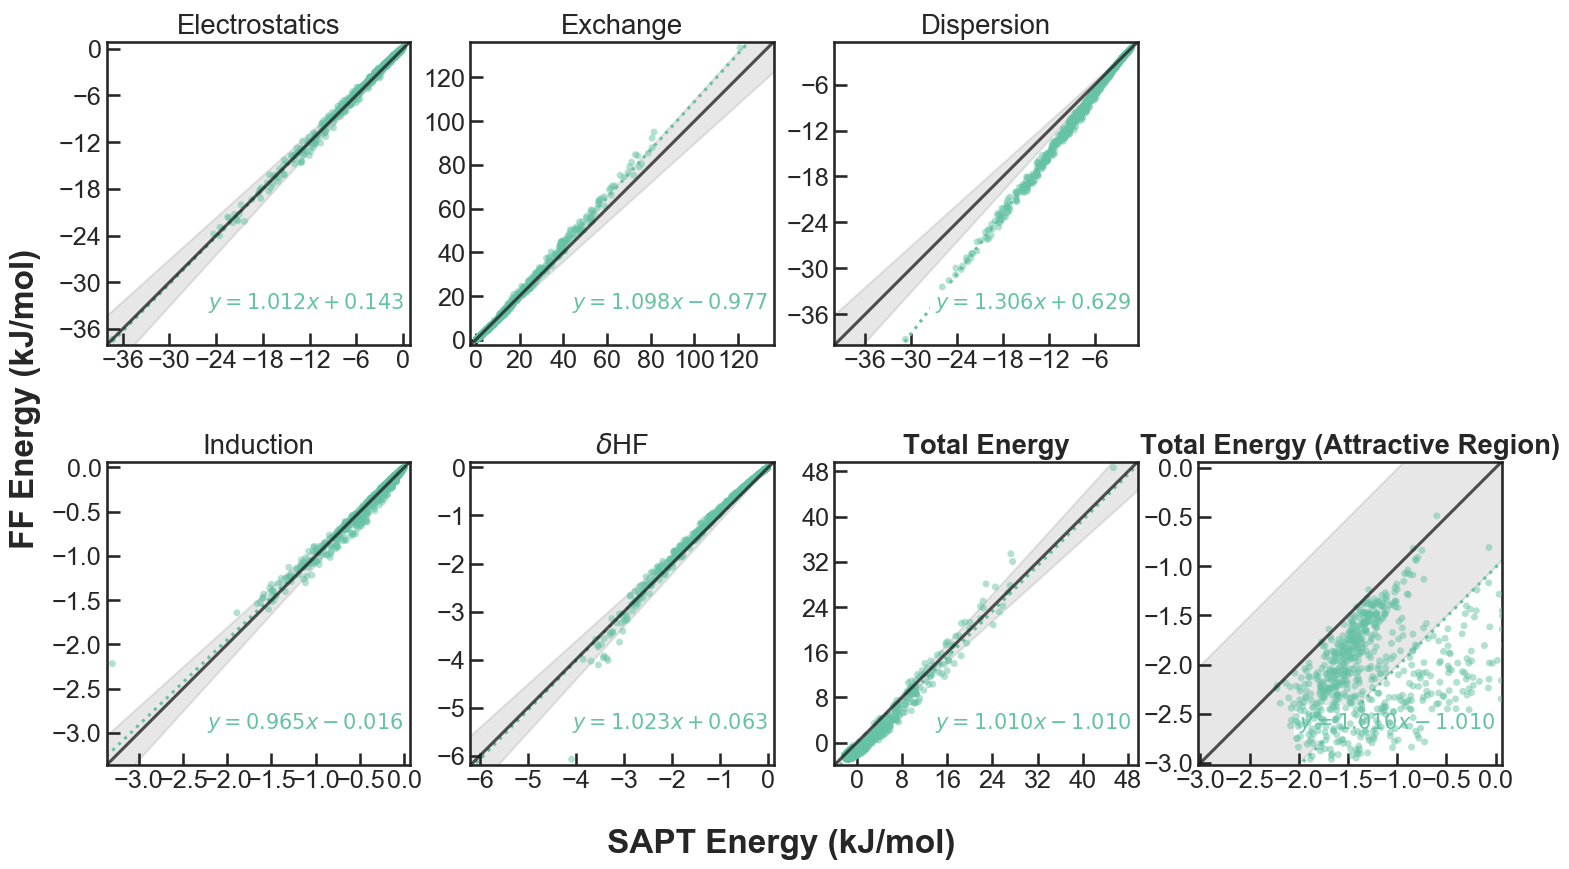 Electrostatics
Exchange
Dispersion
0
−6
−12
−18
−24
−30
−36
y = 1.012x + 0.143
−36 −30 −24 −18 −12 −6 0
120
100
80
60
40
20
0
y = 1.098x − 0.977
0 20 40 60 80 100 120
−6
−12
−18
−24
−30
−36
y = 1.306x + 0.629
−36 −30 −24 −18 −12 −6
FF Energy (kJ/mol)
Induction
δHF
Total Energy
Total Energy (Attractive Region)
0.0
−0.5
−1.0
−1.5
−2.0
−2.5
−3.0
y = 0.965x − 0.016
−3.0 −2.5 −2.0 −1.5 −1.0 −0.5 0.0
0
−1
−2
−3
−4
−5
−6
y = 1.023x + 0.063
−6 −5 −4 −3 −2 −1 0
48
40
32
24
16
8
0
y = 1.010x − 1.010
0 8 16 24 32 40 48
0.0
−0.5
−1.0
−1.5
−2.0
−2.5
−3.0
y = 1.010x − 1.010
−3.0 −2.5 −2.0 −1.5 −1.0 −0.5 0.0
SAPT Energy (kJ/mol)